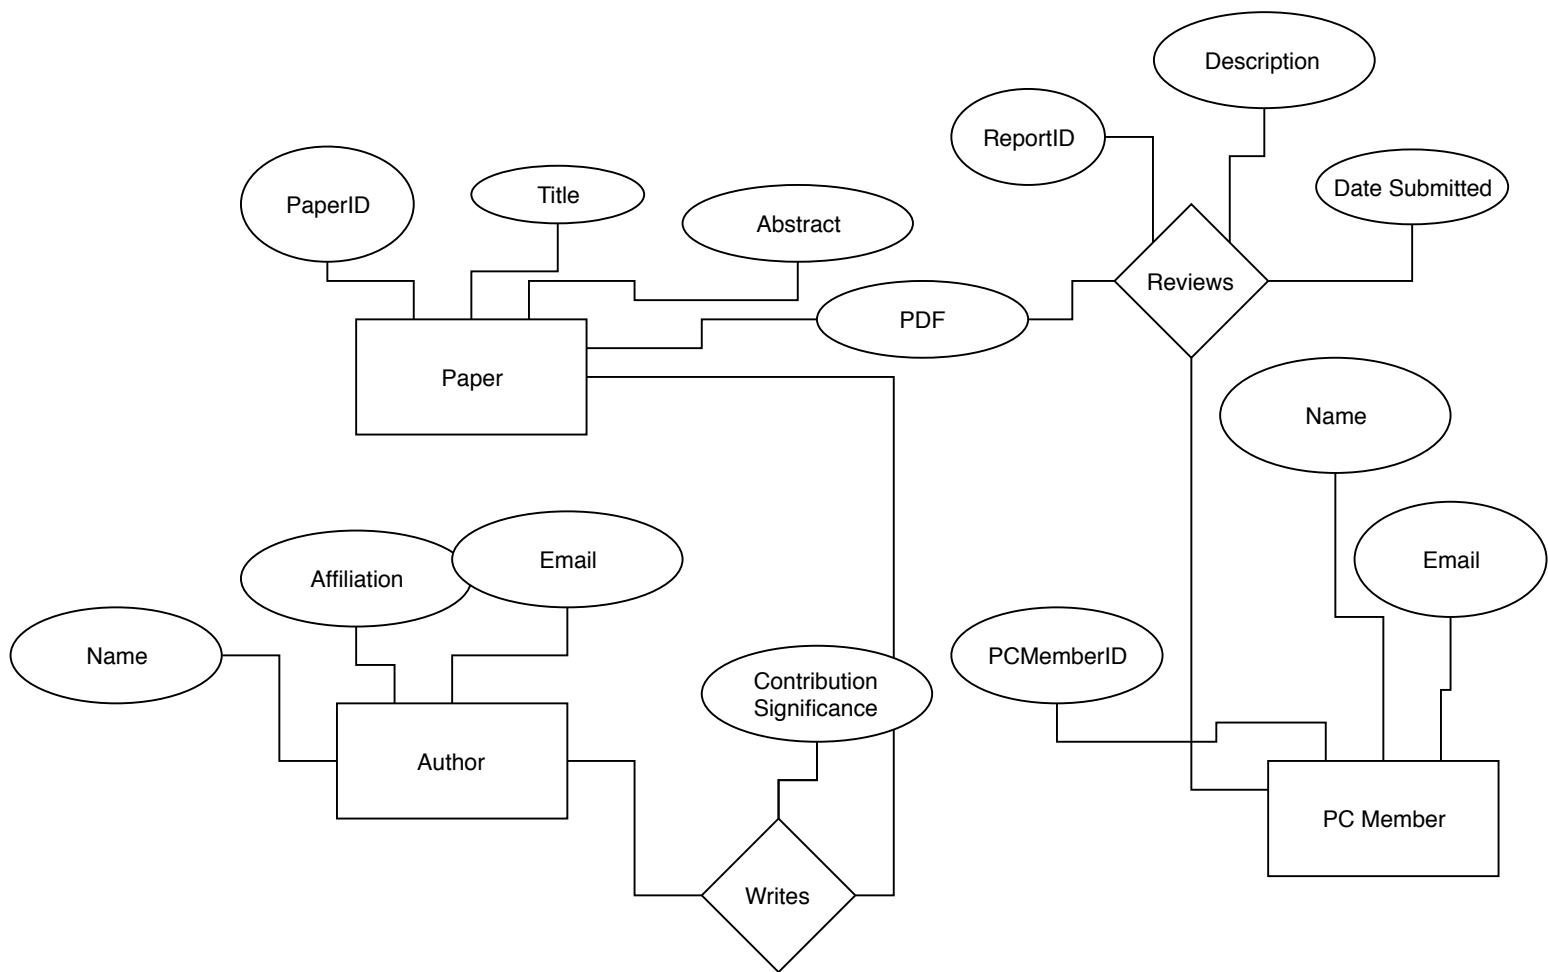 Description
ReportID
Date Submitted
PaperID
Title
Abstract
Reviews
PDF
Paper
Name
Email
Affiliation
Email
Name
PCMemberID
Contribution
Significance
Author
PC Member
Writes